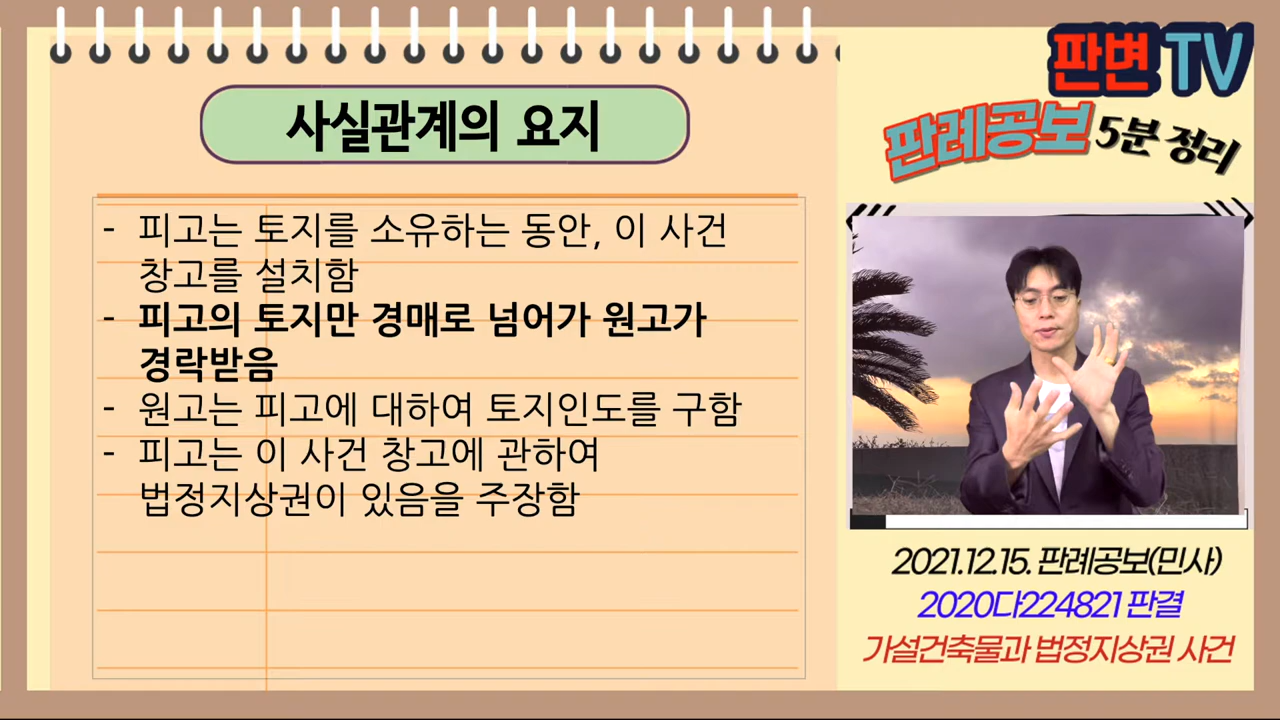 사실관계의 요지
- 피고는 토지를 소유하는 동안, 이 사건
창고를 설치함
- 피고의 토지만 경매로 넘어가 원고가
경락받음
- 원고는 피고에 대하여 토지인도를 구함
- 피고는 이 사건 창고에 관하여
법정지상권이 있음을 주장함
판변 TV
판례공보 5분 정리
2021.12.15. 판례공보(민사)
2020다224821 판결
가설건축물과 법정지상권 사건